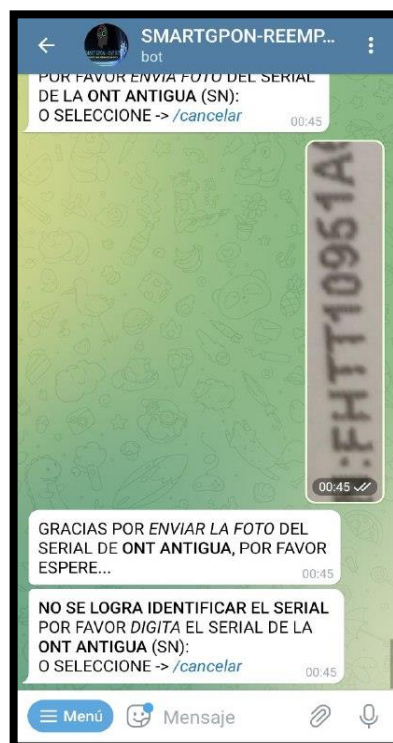 SMARTGPON-REEMP...
bot
POR FAVOR ENVIA FOTO DEL SERIAL
DE LA ONT ANTIGUA (SN):
O SELECCIONE -> /cancelar
00:45
:FHTT10951A
00:45
GRACIAS POR ENVIAR LA FOTO DEL
SERIAL DE ONT ANTIGUA, POR FAVOR
ESPERE...
00:45
NO SE LOGRA IDENTIFICAR EL SERIAL
POR FAVOR DIGITA EL SERIAL DE LA
ONT ANTIGUA (SN):
O SELECCIONE -> /cancelar
00:45
Menú
Mensaje